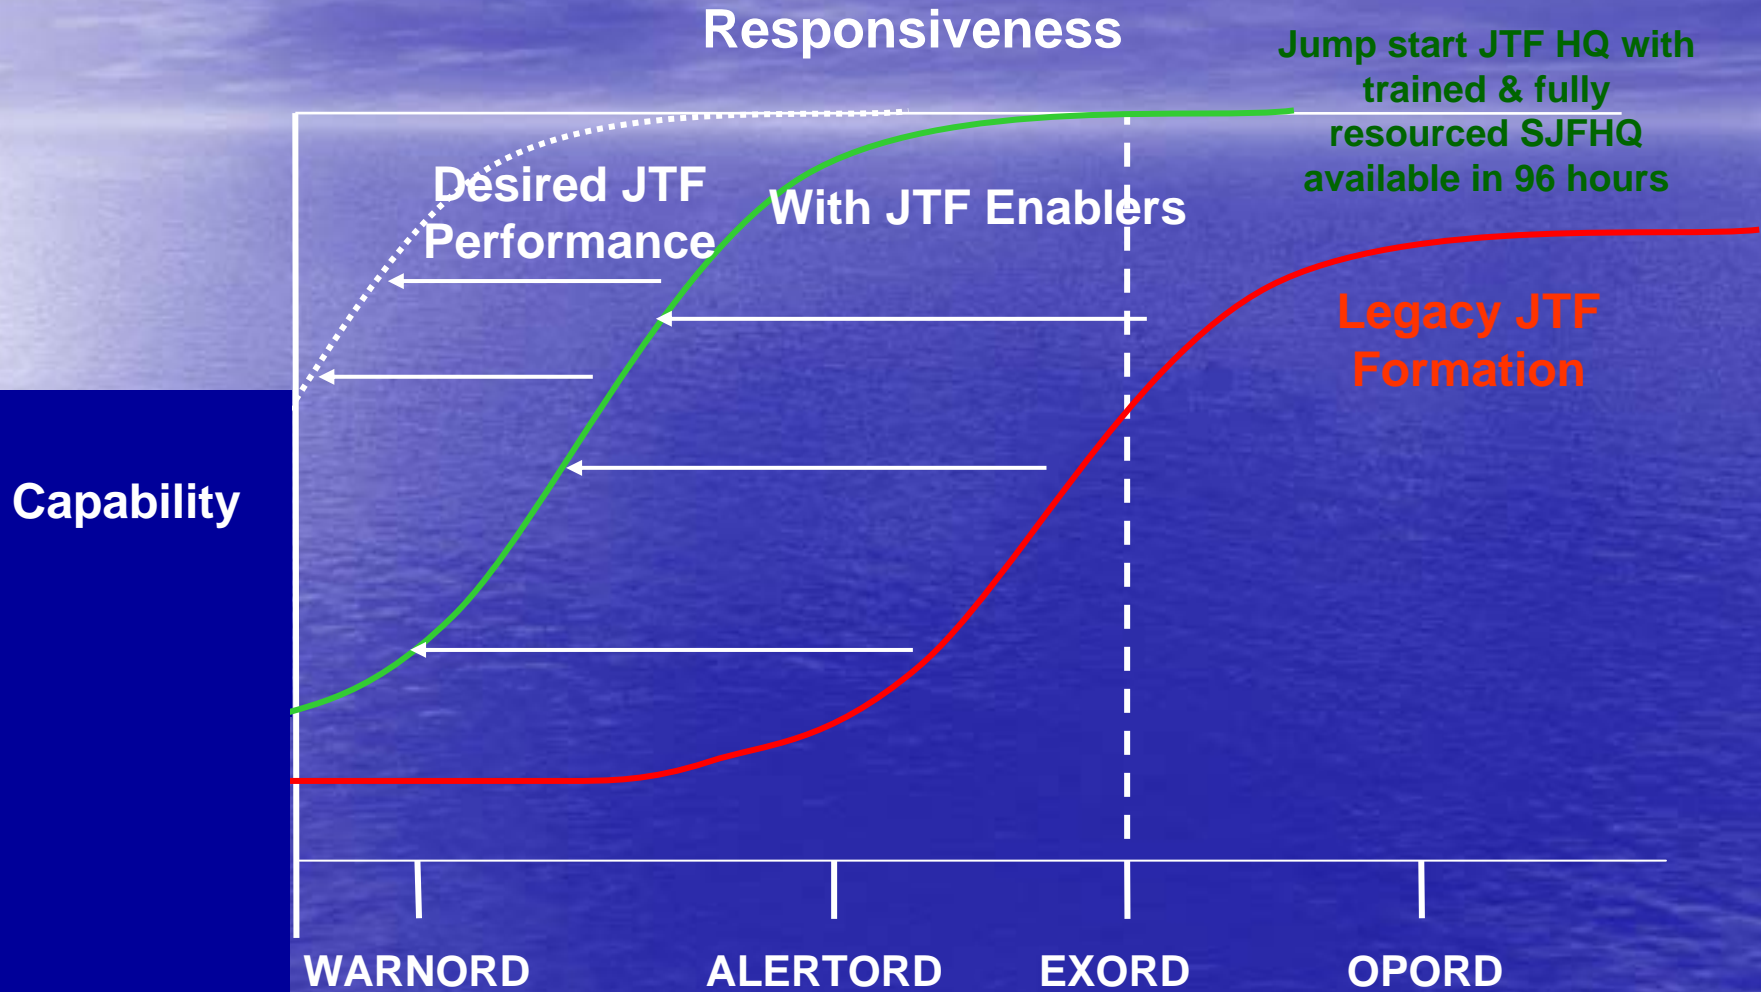 Responsiveness
Jump start JTF HQ with
trained & fully
resourced SJFHQ
available in 96 hours
Desired JTF
Performance
With JTF Enablers
Legacy JTF
Formation
Capability
WARNORD
ALERTORD
EXORD
OPORD